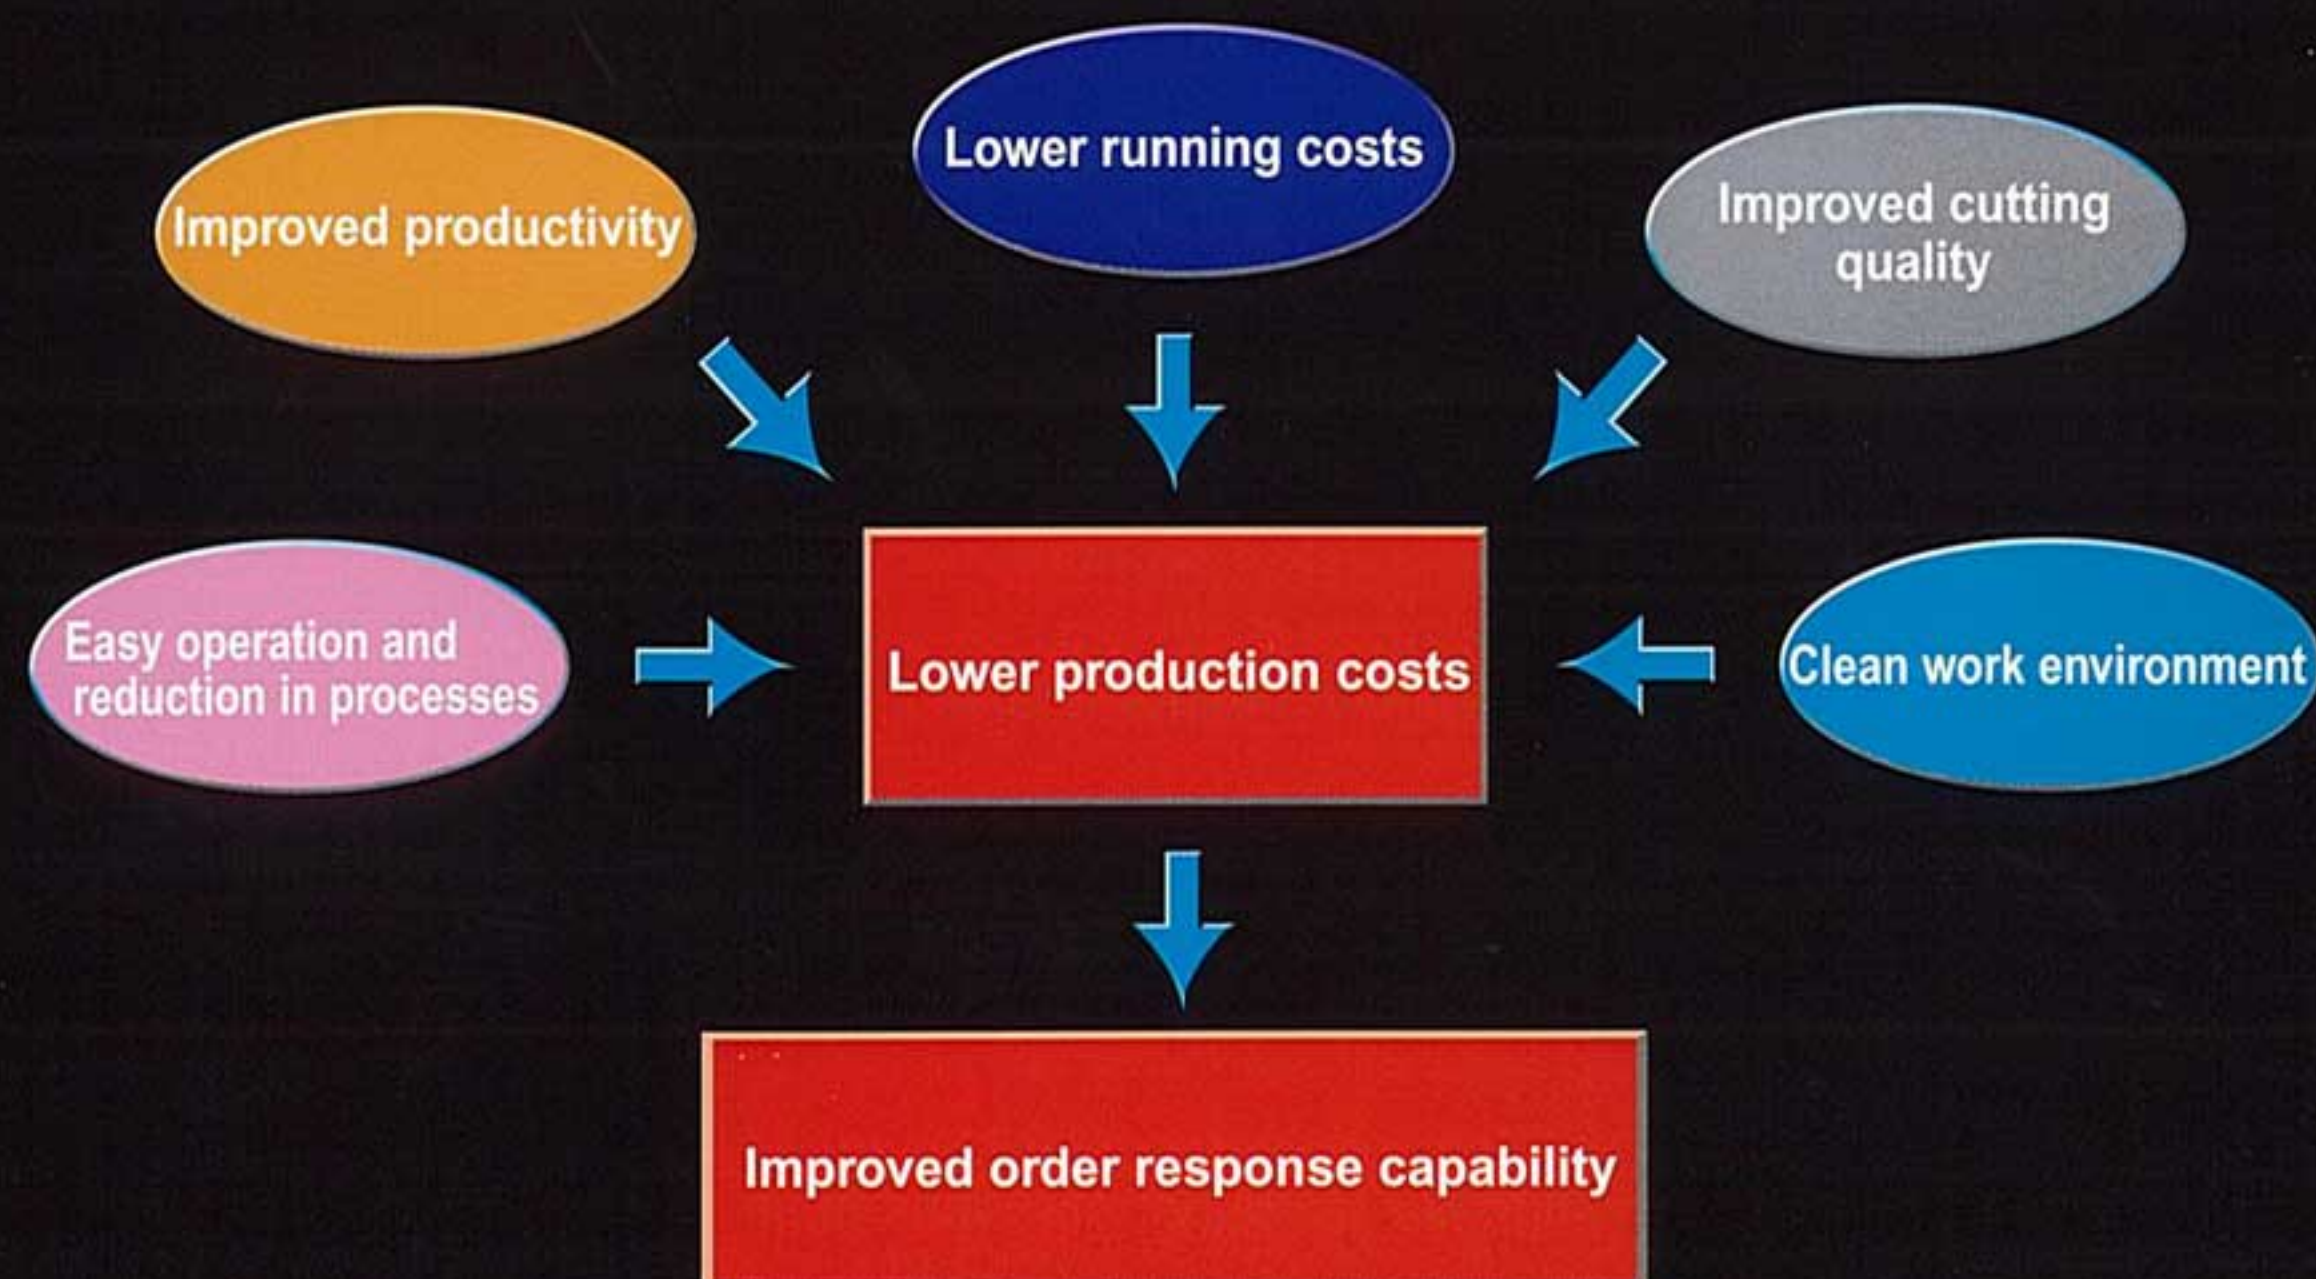 Lower running costs
Improved productivity
Improved cutting
quality
Easy operation and
reduction in processes
Lower production costs
Clean work environment
Improved order response capability